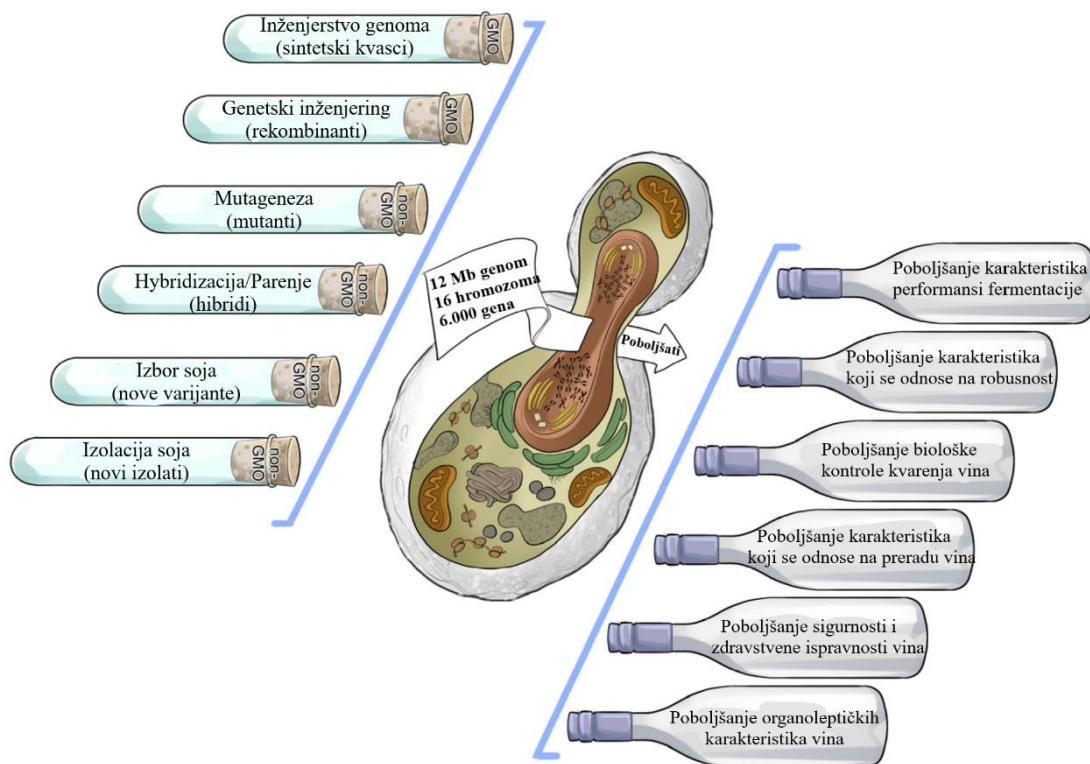 Inženjerstvo genoma
(sintetski kvasci)
GMO
Genetski inženjering
(rekombinanti)
GMO
Mutageneza
(mutanti)
non-
GMO
Hybridizacija/Parenje
(hibridi)
non-
GMO
Izbor soja
(nove varijante)
non-
GMO
Izolacija soja
(novi izolati)
non-
GMO
12 Mb genom
16 hromozoma
6.000 gena
Poboljšati
Poboljšanje karakteristika
performansi fermentacije
Poboljšanje karakteristika
koji se odnose na robusnost
Poboljšanje biološke
kontrole kvarenja vina
Poboljšanje karakteristika
koji se odnose na preradu vina
Poboljšanje sigurnosti i
zdravstvene ispravnosti vina
Poboljšanje organoleptičkih
karakteristika vina